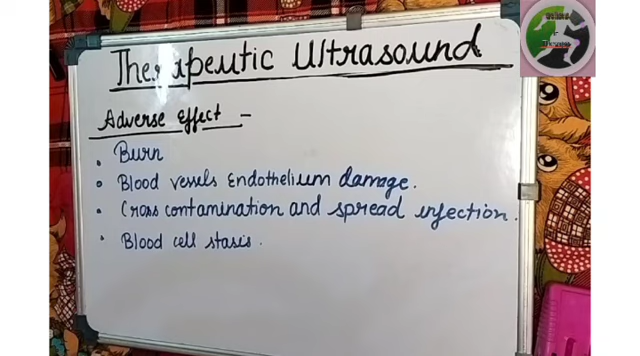 Therapeutic Ultrasound
Adverse Effect -
• Burn
• Blood vessels Endothelium damage.
• Cross contamination and spread infection.
• Blood cell stasis.